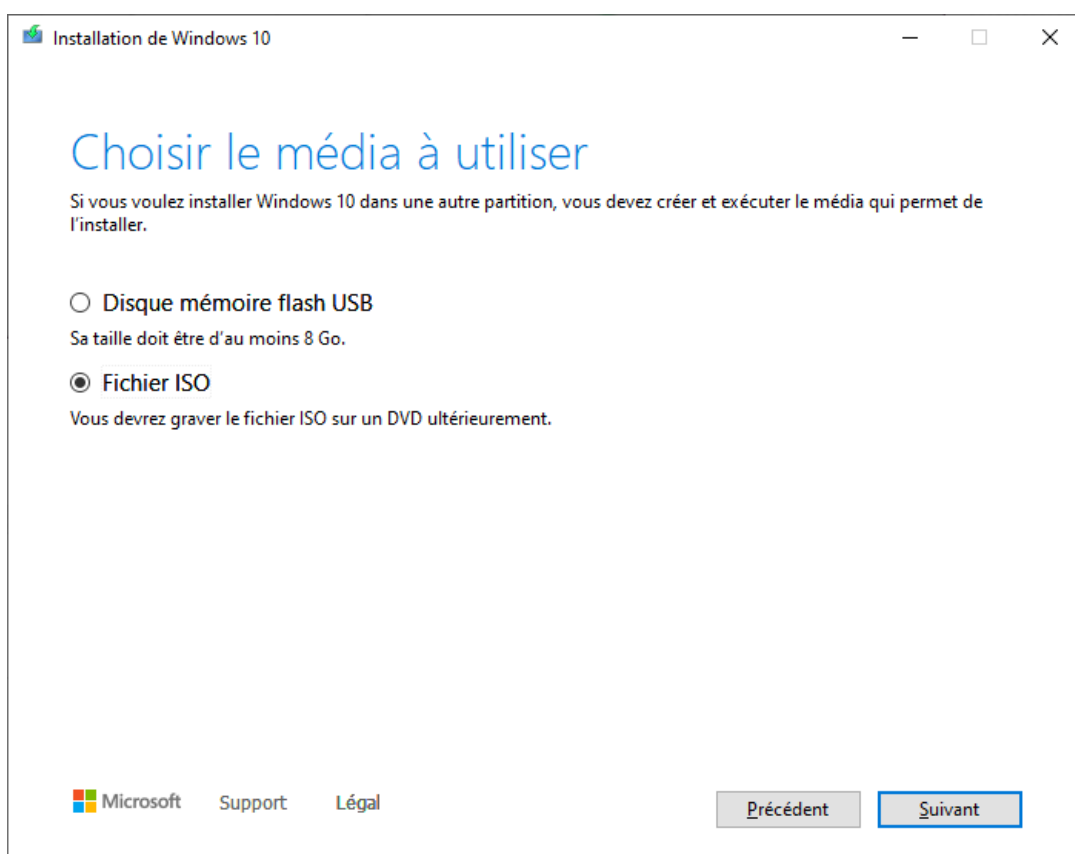 Installation de Windows 10
Choisir le média à utiliser
Si vous voulez installer Windows 10 dans une autre partition, vous devez créer et exécuter le média qui permet de
l'installer.
Disque mémoire flash USB
Sa taille doit être d'au moins 8 Go.
Fichier ISO
Vous devrez graver le fichier ISO sur un DVD ultérieurement.
Microsoft Support Légal Précédent Suivant